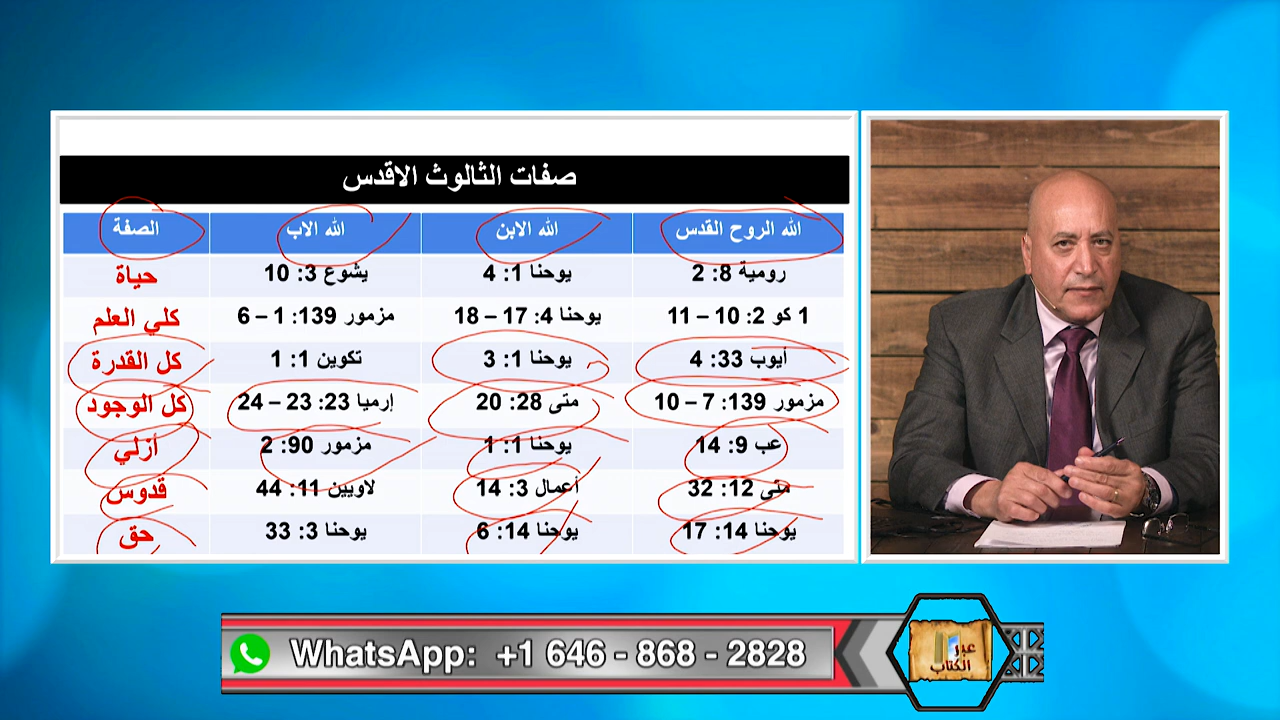 صفات الثالوث الاقدس
الصفة الله الاب الله الابن الله الروح القدس
حياة يشوع 3: 10 يوحنا 1: 4 رومية 8: 2
كلي العلم مزمور 139: 1 – 6 يوحنا 4: 17 – 18 1 كو 2: 10 – 11
كل القدرة تكوين 1: 1 يوحنا 1: 3 أيوب 33: 4
كل الوجود إرميا 23: 23 – 24 متى 28: 20 مزمور 139: 7 – 10
أزلي مزمور 90: 2 يوحنا 1: 1 عب 9: 14
قدوس لاويين 11: 44 أعمال 3: 14 متى 12: 32
حق يوحنا 3: 33 يوحنا 14: 6 يوحنا 14: 17
WhatsApp: +1 646 - 868 - 2828
عبر
الكتاب